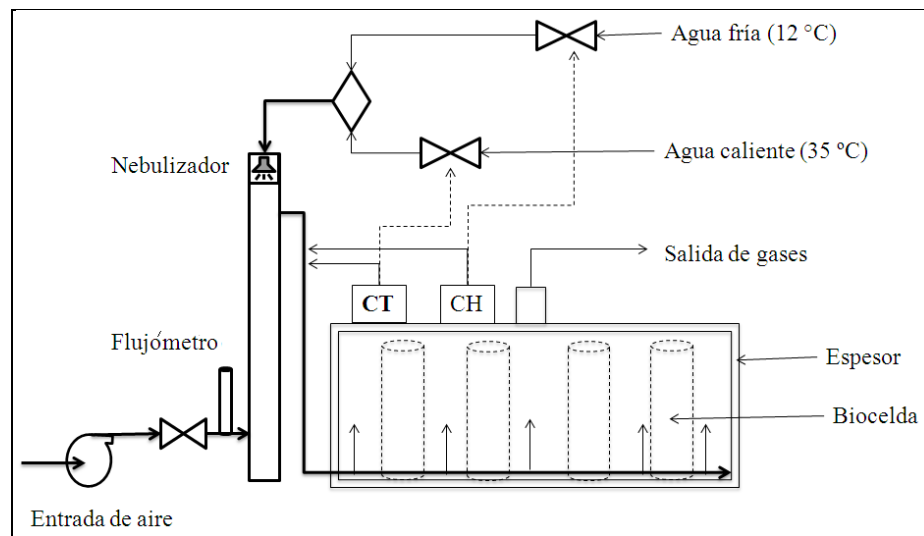 Agua fría (12 °C)
Nebulizador
Agua caliente (35 ºC)
Salida de gases
CT
CH
Flujómetro
Espesor
Biocelda
Entrada de aire